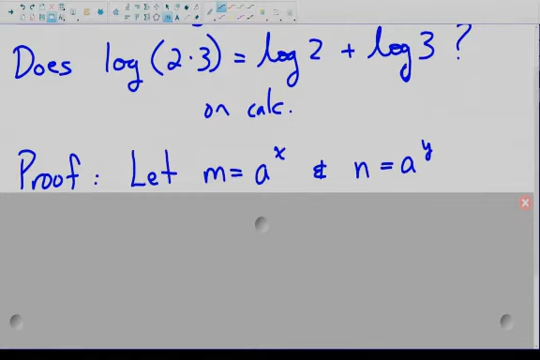 Does log(2·3) = log 2 + log 3 ?
on calc.
Proof: Let m = a^x & n = a^y